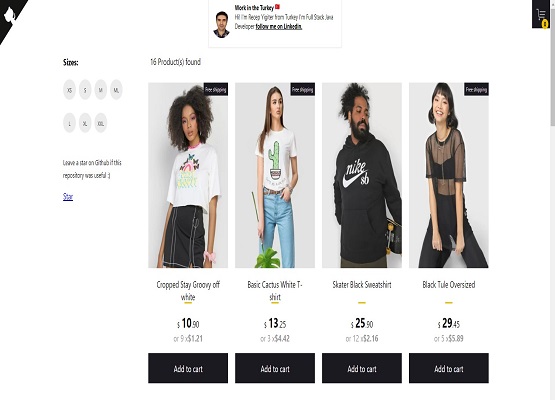 Work in the Turkey
Hi! I'm Recep Yigiter from Turkey I'm Full Stack Java
Developer follow me on Linkedin.
0
Sizes:
XS S M ML
L XL XXL
Leave a star on Github if this
repository was useful :)
Star
16 Product(s) found
Free shipping
Free shipping
Free shipping
nike
sb
Cropped Stay Groovy off
white
$ 10.90
or 9 x$1.21
Add to cart
Basic Cactus White T-
shirt
$ 13.25
or 3 x$4.42
Add to cart
Skater Black Sweatshirt
$ 25.90
or 12 x$2.16
Add to cart
Black Tule Oversized
$ 29.45
or 5 x$5.89
Add to cart